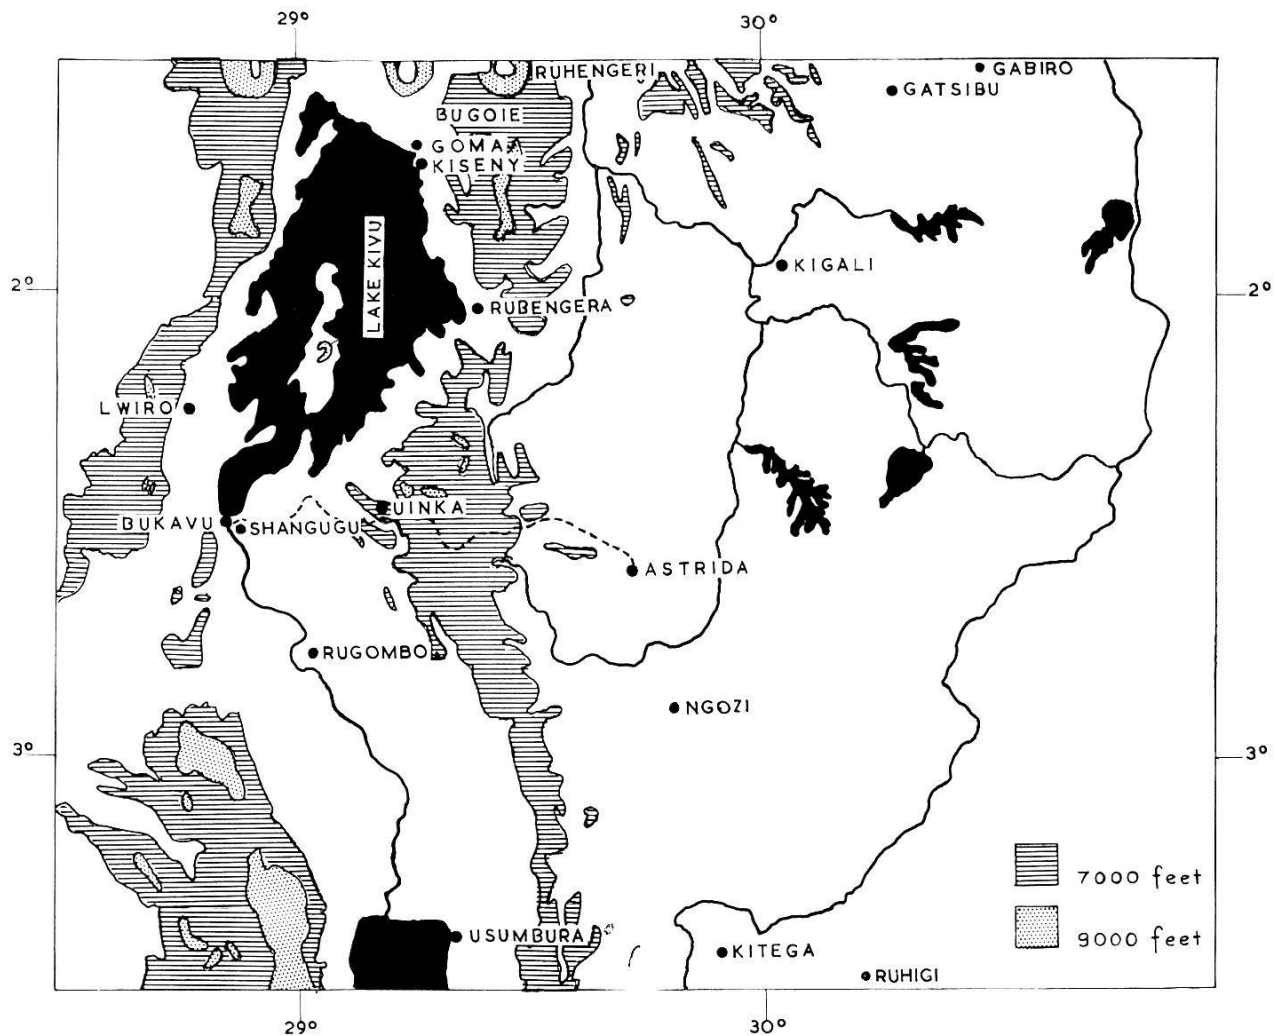 29°
30°
RUHENGERI
GABIRO
GATSIBU
BUGOIE
GOMA
KISENY
LAKE KIVU
KIGALI
2°
2°
RUBENGERA
LWIRO
UINKA
BUKAVU
SHANGUGU
ASTRIDA
RUGOMBO
NGOZI
3°
3°
7000 feet
9000 feet
USUMBURA
KITEGA
RUHIGI
29°
30°